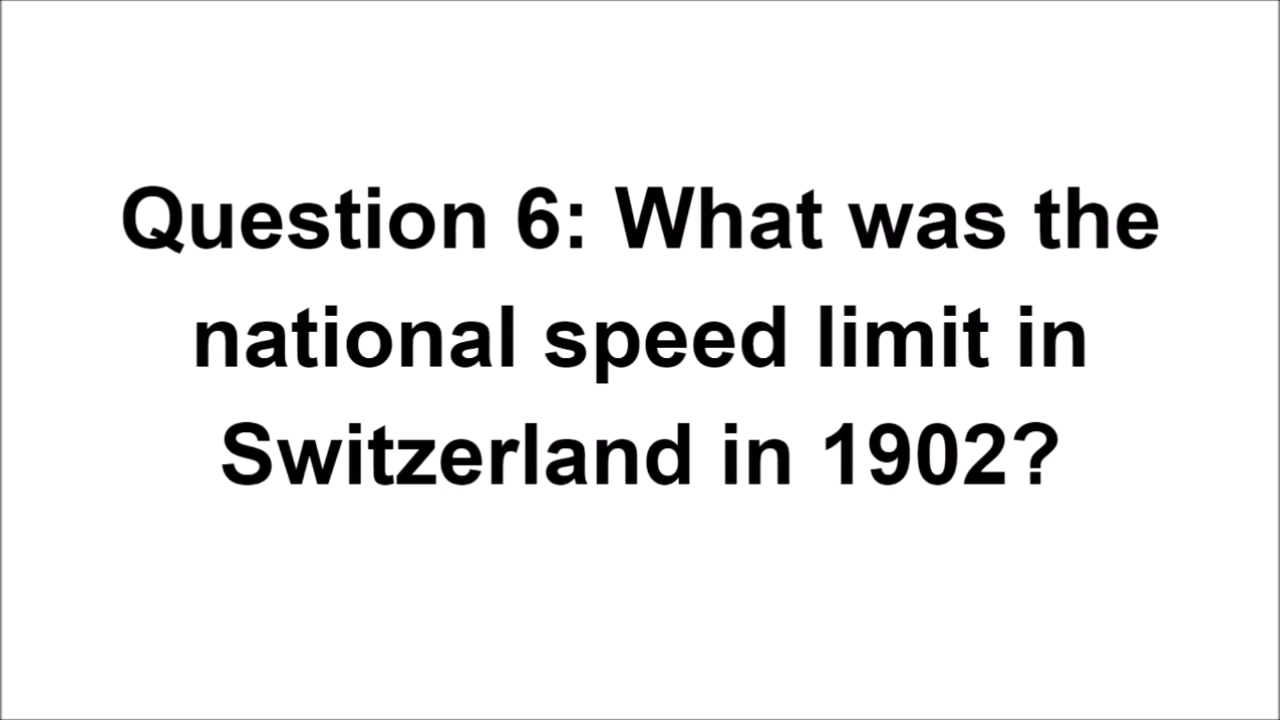 Question 6: What was the
national speed limit in
Switzerland in 1902?